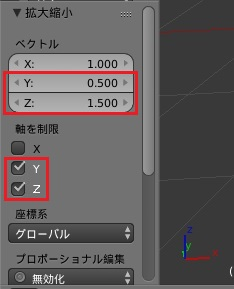 ▼拡大縮小
ベクトル
X: 1.000
Y: 0.500
Z: 1.500
軸を制限
X
Y
Z
座標系
グローバル
プロポーショナル編集
無効化
z
y
x
(